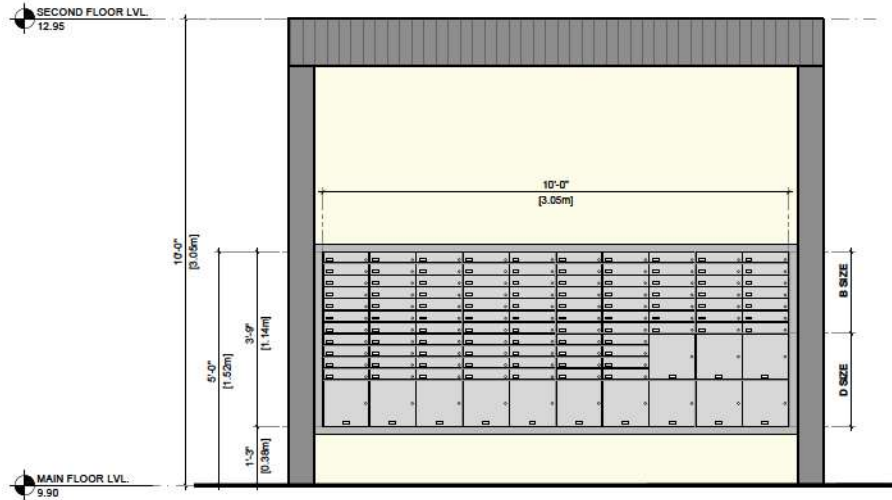 SECOND FLOOR LVL.
12.95
10'-0"
[3.05m]
10'-0"
[3.05m]
5'-0"
[1.52m]
3'-9"
[1.14m]
B SIZE
D SIZE
1'-3"
[0.38m]
MAIN FLOOR LVL.
9.90